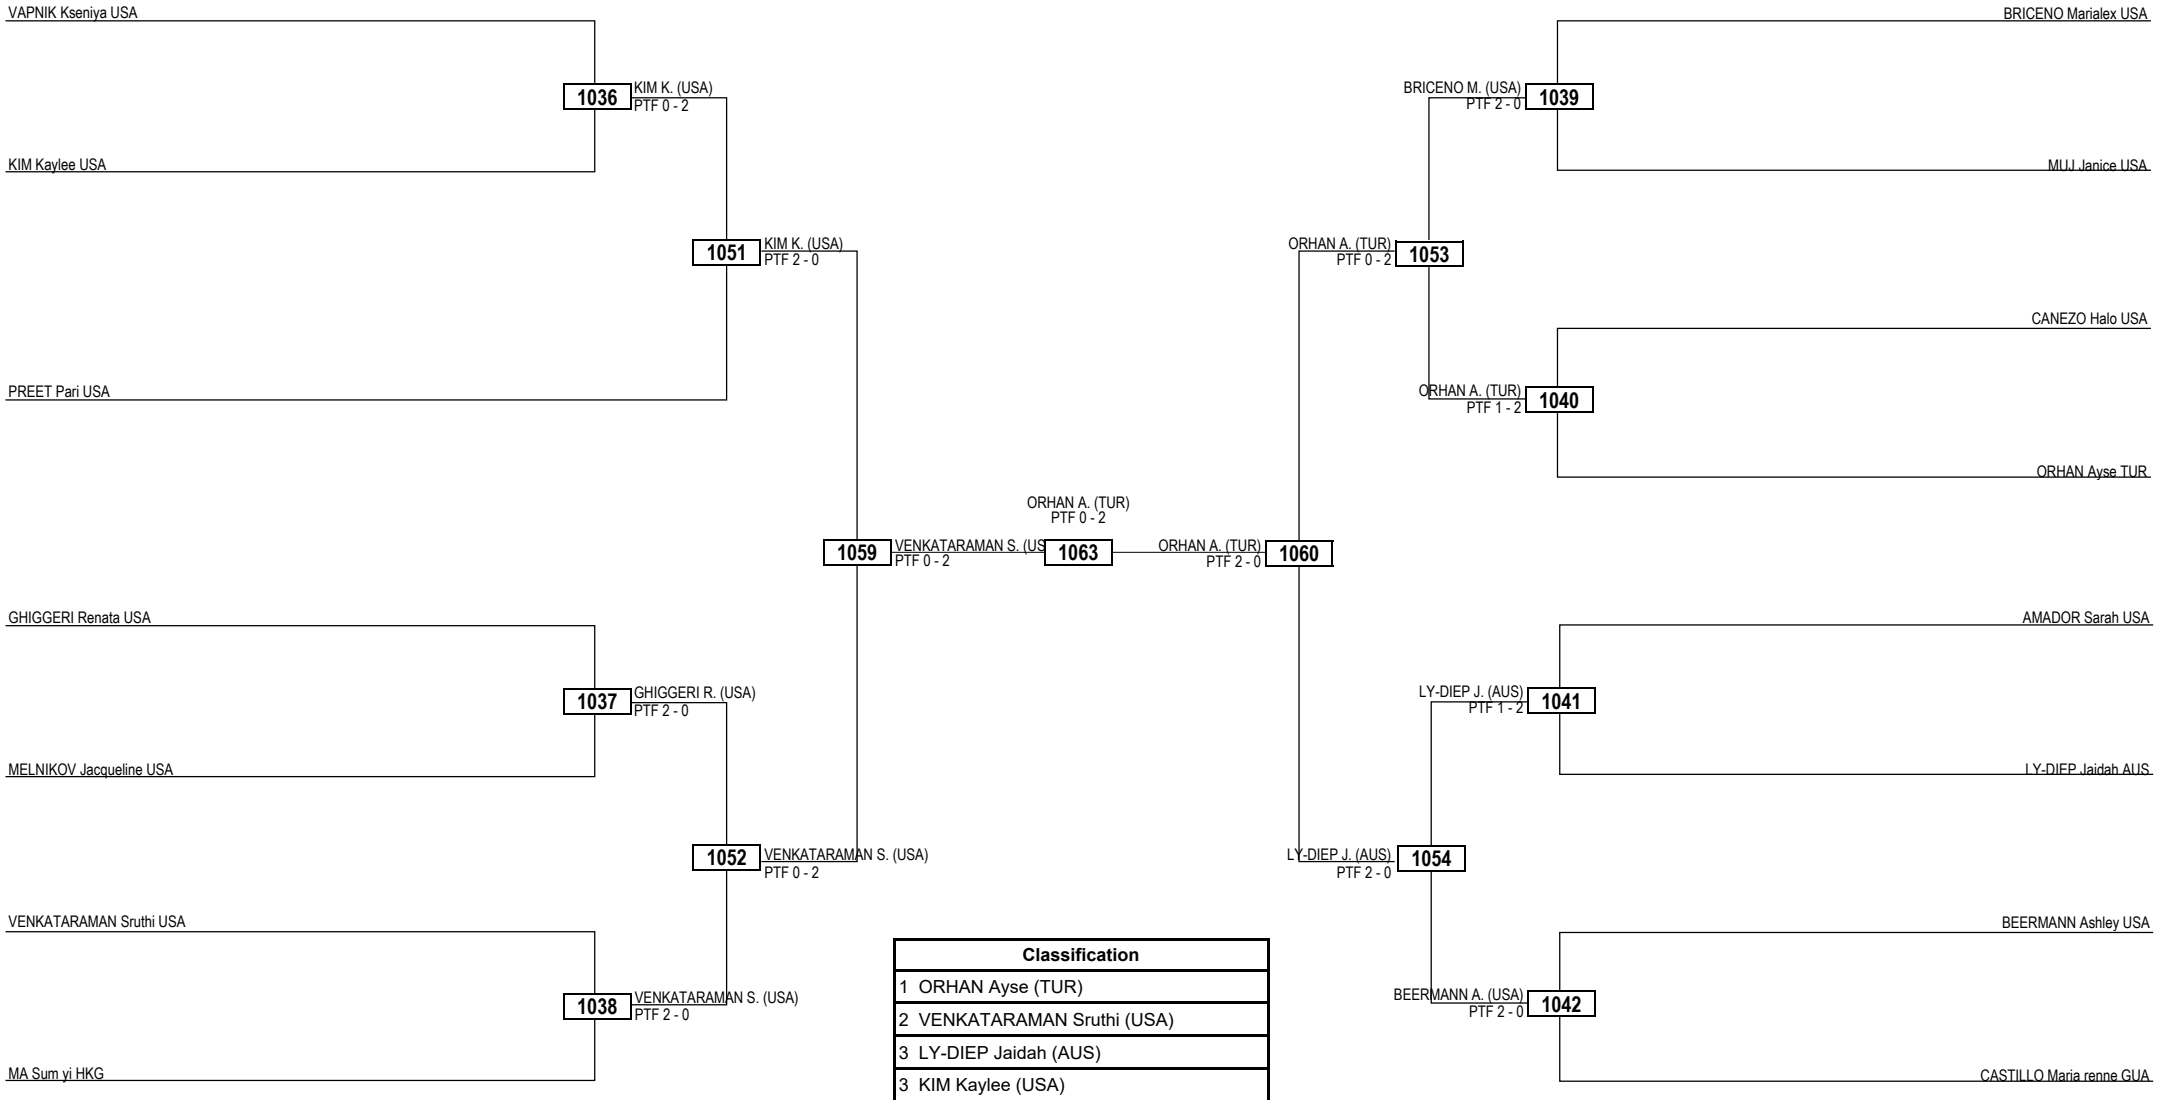 VAPNIK Kseniya USA
KIM Kaylee USA
1036
KIM K. (USA)
PTF 0 - 2
PREET Pari USA
1051
KIM K. (USA)
PTF 2 - 0
GHIGGERI Renata USA
MELNIKOV Jacqueline USA
1037
GHIGGERI R. (USA)
PTF 2 - 0
VENKATARAMAN Sruthi USA
MA Sum yi HKG
1038
VENKATARAMAN S. (USA)
PTF 2 - 0
1052
VENKATARAMAN S. (USA)
PTF 0 - 2
1059
VENKATARAMAN S. (US
PTF 0 - 2
ORHAN A. (TUR)
PTF 0 - 2
1063
ORHAN A. (TUR)
PTF 2 - 0
1060
ORHAN A. (TUR)
PTF 0 - 2
1053
BRICENO M. (USA)
PTF 2 - 0
1039
BRICENO Marialex USA
MUJ Janice USA
ORHAN A. (TUR)
PTF 1 - 2
1040
CANEZO Halo USA
ORHAN Ayse TUR
LY-DIEP J. (AUS)
PTF 2 - 0
1054
LY-DIEP J. (AUS)
PTF 1 - 2
1041
AMADOR Sarah USA
LY-DIEP Jaidah AUS
BEERMANN A. (USA)
PTF 2 - 0
1042
BEERMANN Ashley USA
CASTILLO Maria renne GUA
Classification
1 ORHAN Ayse (TUR)
2 VENKATARAMAN Sruthi (USA)
3 LY-DIEP Jaidah (AUS)
3 KIM Kaylee (USA)